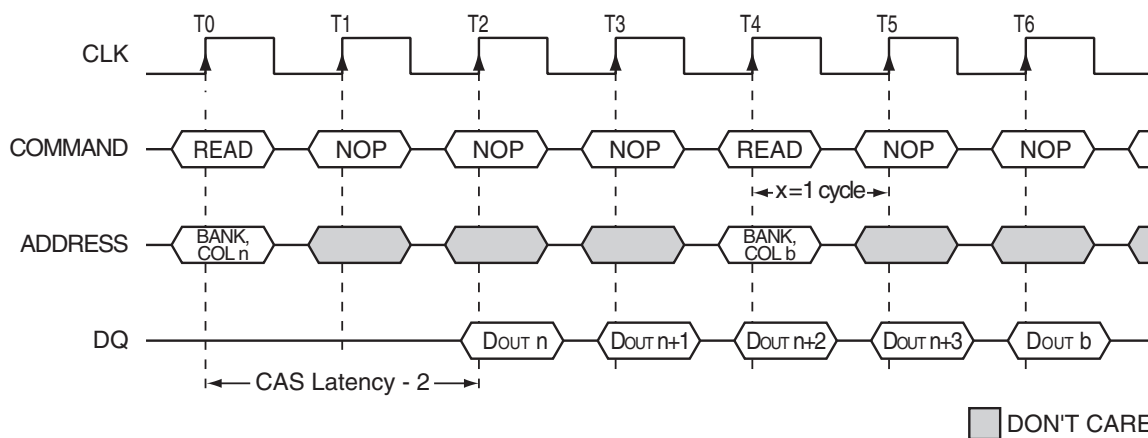 T0 T1 T2 T3 T4 T5 T6
CLK
COMMAND READ NOP NOP NOP READ NOP NOP
x=1 cycle
ADDRESS BANK, COL n BANK, COL b
DQ DOUT n DOUT n+1 DOUT n+2 DOUT n+3 DOUT b
CAS Latency - 2
DON'T CARE